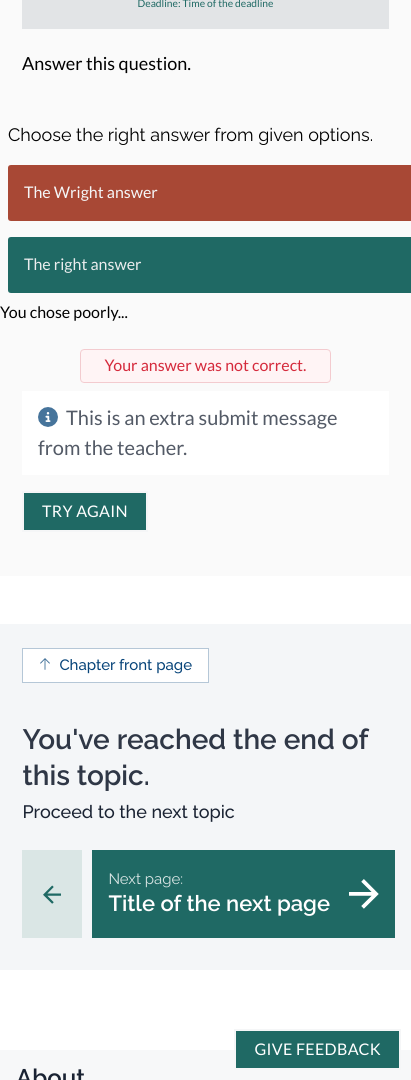 Deadline: Time of the deadline
Answer this question.
Choose the right answer from given options.
The Wright answer
The right answer
You chose poorly...
Your answer was not correct.
This is an extra submit message
from the teacher.
TRY AGAIN
Chapter front page
You've reached the end of
this topic.
Proceed to the next topic
Next page:
Title of the next page
GIVE FEEDBACK
About